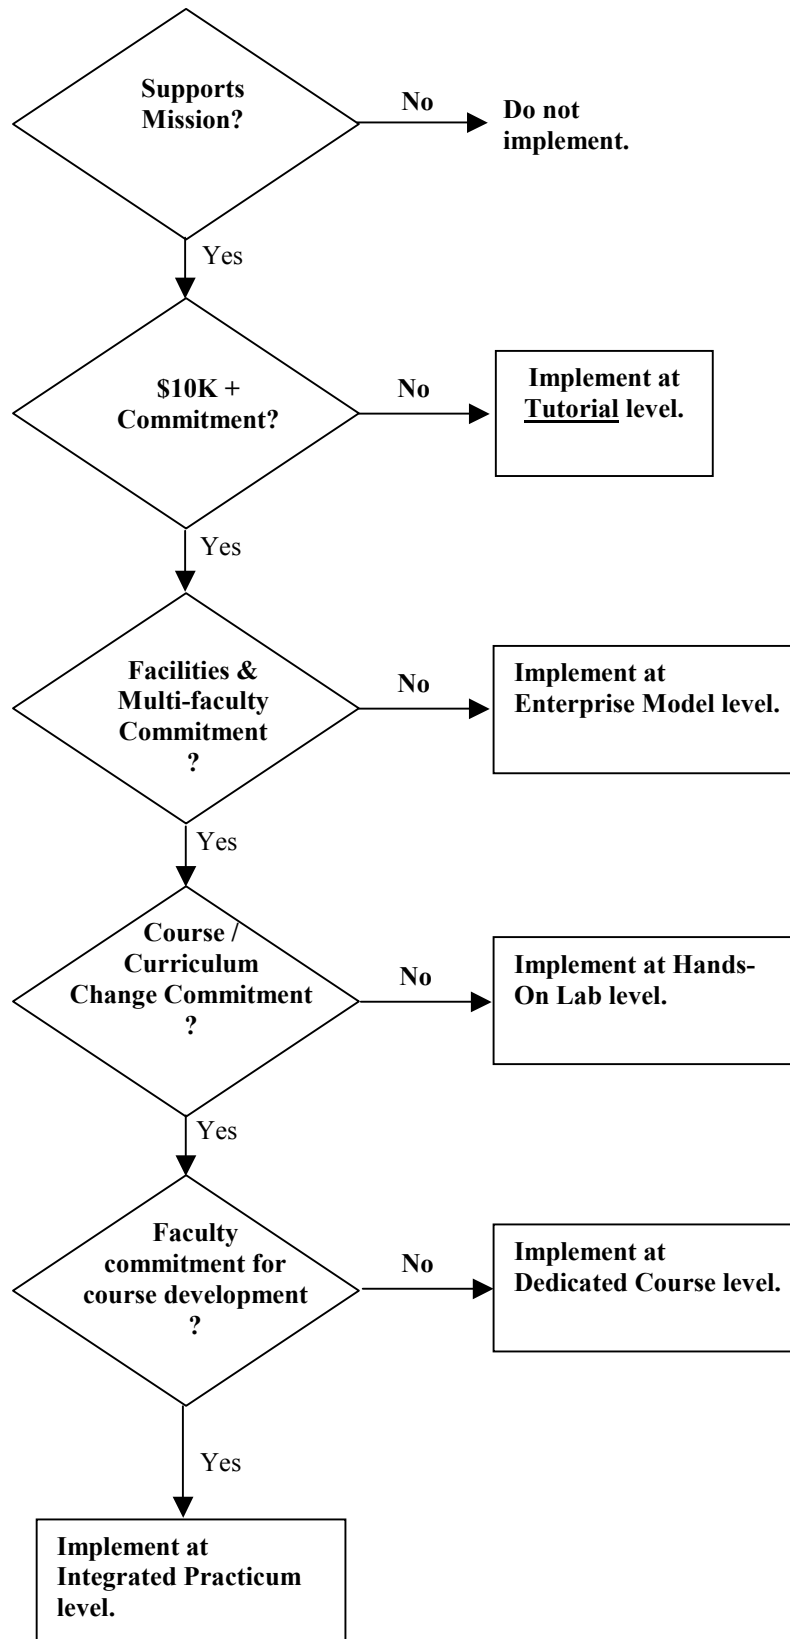 Supports
Mission?
No
Do not
implement.
Yes
$10K +
Commitment?
No
Implement at
Tutorial level.
Yes
Facilities &
Multi-faculty
Commitment
?
No
Implement at
Enterprise Model level.
Yes
Course /
Curriculum
Change Commitment
?
No
Implement at Hands-
On Lab level.
Yes
Faculty
commitment for
course development
?
No
Implement at
Dedicated Course level.
Yes
Implement at
Integrated Practicum
level.